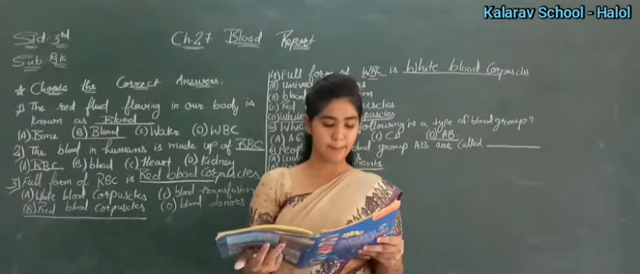 Kalarav School - Halol
Std:-3rd
Sub:
Ch-27 Blood Report
* Choose the Correct Answers.
1) The red fluid flowing in our body is
known as Blood
(A) Bone (B) Blood (C) Water (D) WBC
2) The blood in humans is made up of RBC
(A) RBC (B) blood (C) Heart (D) Kidney
3) Full form of RBC is Red blood Corpuscles
(A) White blood Corpuscles (C) blood transfusion
(B) Red blood Corpuscles (D) blood donors
Full form of WBC is White blood Corpuscles
(B) univers
(B) blood
(C) Red
(D) White
following is a type of blood group?
(D) AB
group AB are called